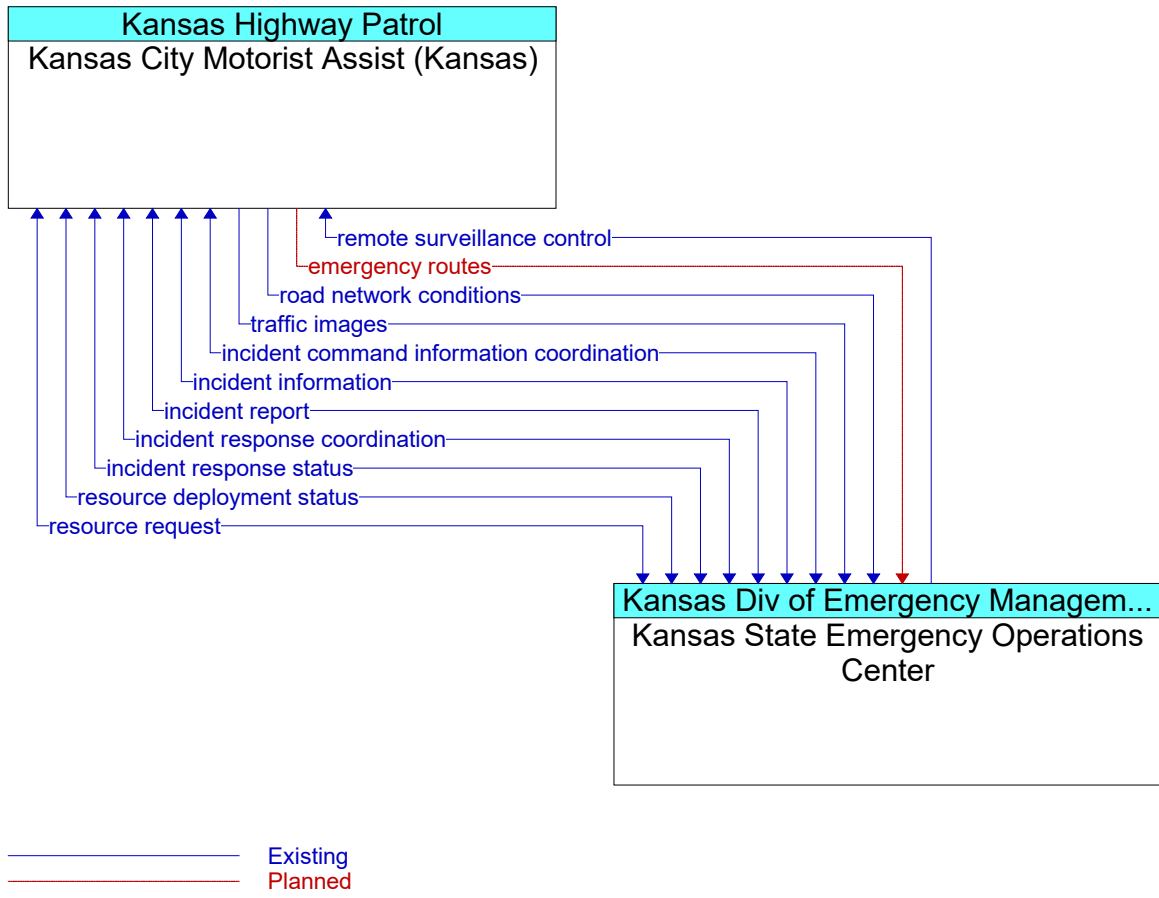 Kansas Highway Patrol
Kansas City Motorist Assist (Kansas)
remote surveillance control
emergency routes
road network conditions
traffic images
incident command information coordination
incident information
incident report
incident response coordination
incident response status
resource deployment status
resource request
Kansas Div of Emergency Managem...
Kansas State Emergency Operations
Center
Existing
Planned